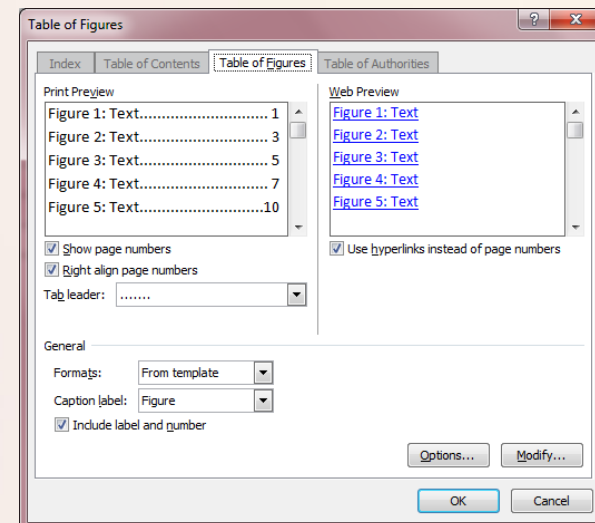 Table of Figures
Index
Table of Contents
Table of Figures
Table of Authorities
Print Preview
Figure 1: Text............................ 1
Figure 2: Text............................ 3
Figure 3: Text............................ 5
Figure 4: Text............................ 7
Figure 5: Text...........................10
Show page numbers
Right align page numbers
Tab leader: .......
Web Preview
Figure 1: Text
Figure 2: Text
Figure 3: Text
Figure 4: Text
Figure 5: Text
Use hyperlinks instead of page numbers
General
Formats: From template
Caption label: Figure
Include label and number
Options... Modify...
OK Cancel